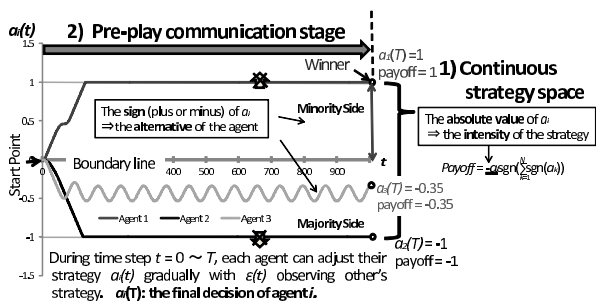 aᵢ(t) 2) Pre-play communication stage
1.5
1
0.5
0
-0.5
-1
-1.5
Start Point
Winner
a₁(T) =1
payoff = 1
1) Continuous
strategy space
The sign (plus or minus) of aᵢ
⇒ the alternative of the agent
Minority Side
The absolute value of aᵢ
⇒ the intensity of the strategy
Boundary line
t
0 400 600 800 900
a₃(T) = -0.35
payoff = -0.35
Agent 1 Agent 2 Agent 3
Majority Side
a₂(T) = -1
payoff = -1
During time step t = 0 ~ T, each agent can adjust their
strategy aᵢ(t) gradually with ε(t) observing other's
strategy. aᵢ(T): the final decision of agent i.